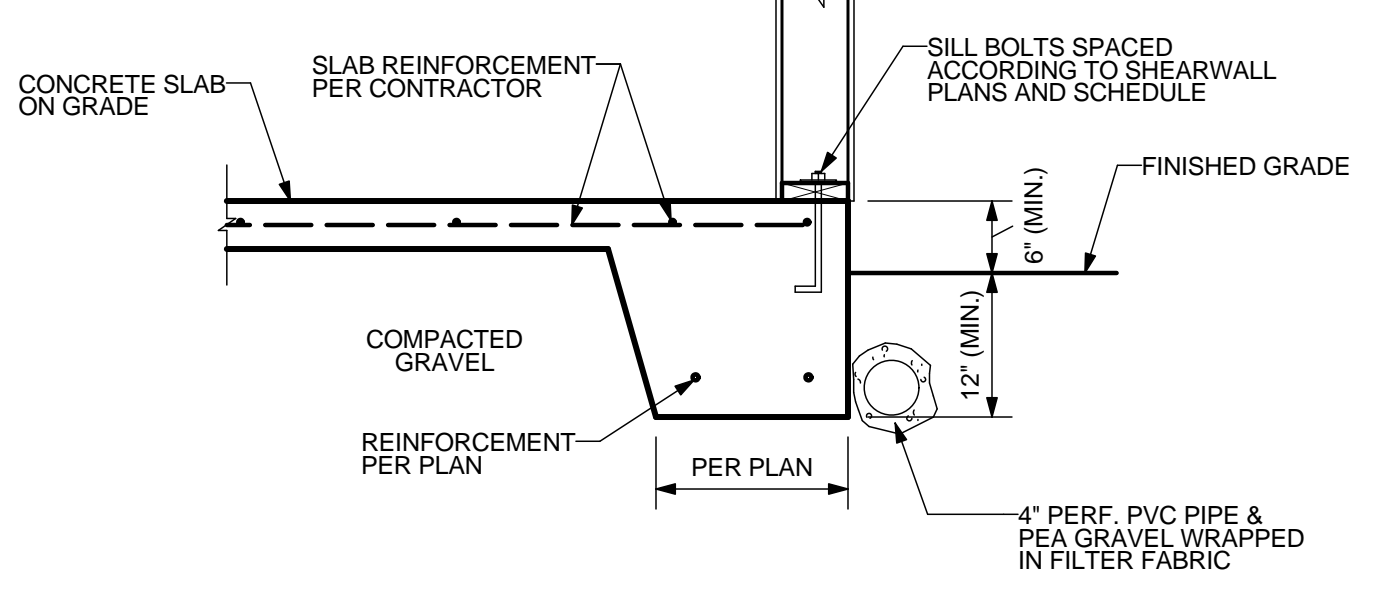 CONCRETE SLAB
ON GRADE
SLAB REINFORCEMENT
PER CONTRACTOR
SILL BOLTS SPACED
ACCORDING TO SHEARWALL
PLANS AND SCHEDULE
FINISHED GRADE
6" (MIN.)
12" (MIN.)
COMPACTED
GRAVEL
REINFORCEMENT
PER PLAN
PER PLAN
4" PERF. PVC PIPE &
PEA GRAVEL WRAPPED
IN FILTER FABRIC